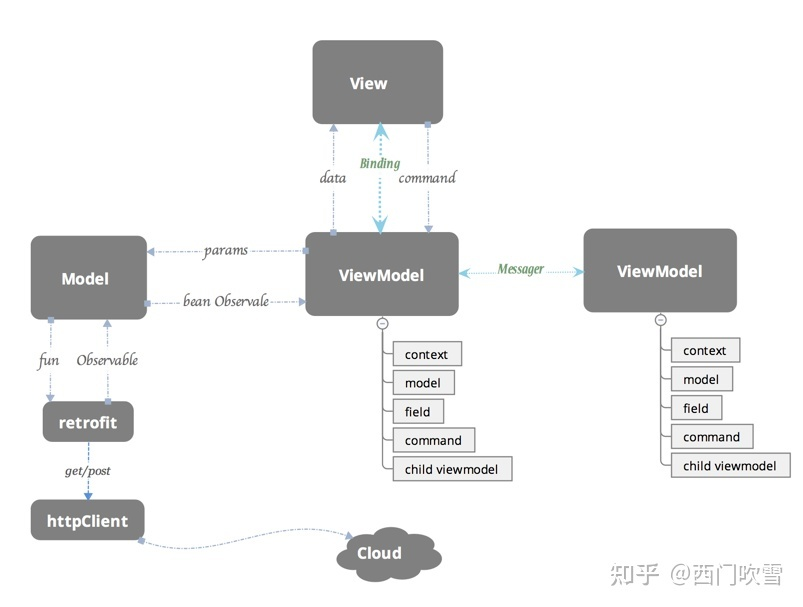 View
Binding
data
command
Model
params
bean Observale
ViewModel
Messager
ViewModel
fun
Observable
retrofit
get/post
httpClient
Cloud
context
model
field
command
child viewmodel
context
model
field
command
child viewmodel
知乎 @西门吹雪